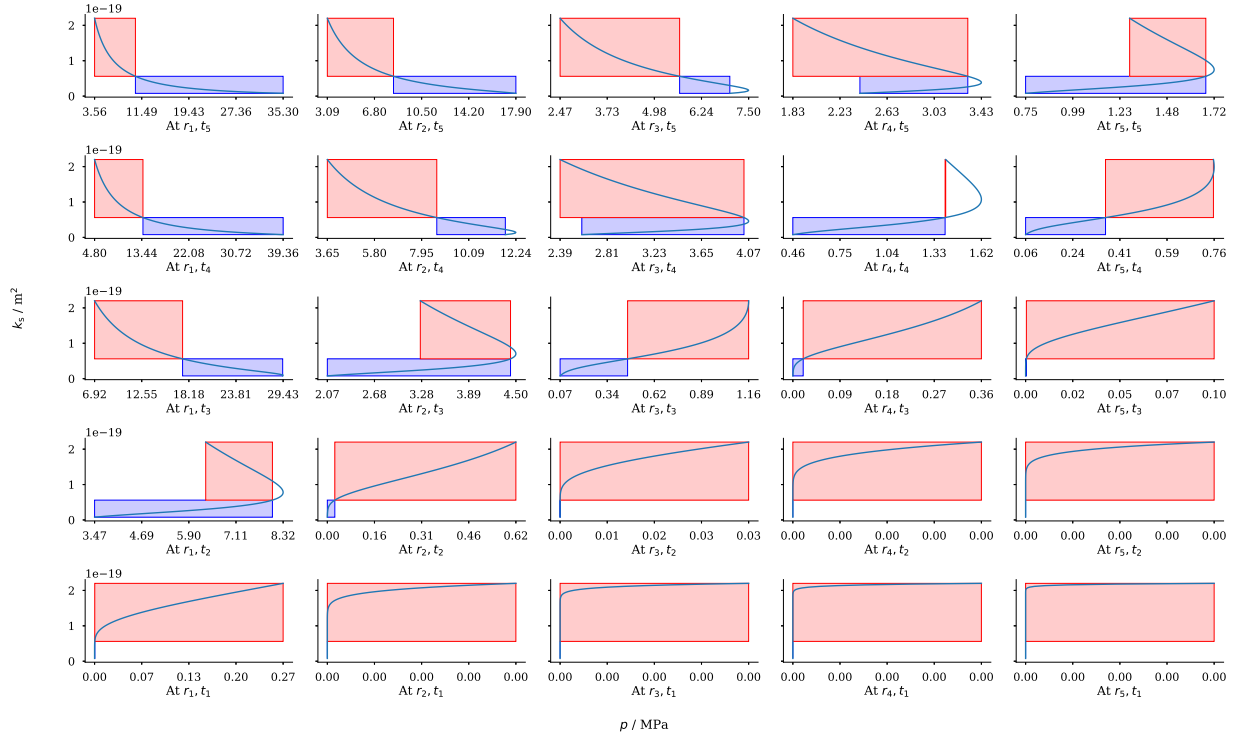 1e−19
2
1
0
3.56 11.49 19.43 27.36 35.30
At r₁, t₅
3.09 6.80 10.50 14.20 17.90
At r₂, t₅
2.47 3.73 4.98 6.24 7.50
At r₃, t₅
1.83 2.23 2.63 3.03 3.43
At r₄, t₅
0.75 0.99 1.23 1.48 1.72
At r₅, t₅
1e−19
2
1
0
4.80 13.44 22.08 30.72 39.36
At r₁, t₄
3.65 5.80 7.95 10.09 12.24
At r₂, t₄
2.39 2.81 3.23 3.65 4.07
At r₃, t₄
0.46 0.75 1.04 1.33 1.62
At r₄, t₄
0.06 0.24 0.41 0.59 0.76
At r₅, t₄
kₛ / m²
1e−19
2
1
0
6.92 12.55 18.18 23.81 29.43
At r₁, t₃
2.07 2.68 3.28 3.89 4.50
At r₂, t₃
0.07 0.34 0.62 0.89 1.16
At r₃, t₃
0.00 0.09 0.18 0.27 0.36
At r₄, t₃
0.00 0.02 0.05 0.07 0.10
At r₅, t₃
1e−19
2
1
0
3.47 4.69 5.90 7.11 8.32
At r₁, t₂
0.00 0.16 0.31 0.47 0.62
At r₂, t₂
0.00 0.01 0.02 0.03 0.03
At r₃, t₂
0.00 0.00 0.00 0.00 0.00
At r₄, t₂
0.00 0.00 0.00 0.00 0.00
At r₅, t₂
1e−19
2
1
0
0.00 0.07 0.13 0.20 0.27
At r₁, t₁
0.00 0.00 0.00 0.00 0.00
At r₂, t₁
0.00 0.00 0.00 0.00 0.00
At r₃, t₁
0.00 0.00 0.00 0.00 0.00
At r₄, t₁
0.00 0.00 0.00 0.00 0.00
At r₅, t₁
p / MPa